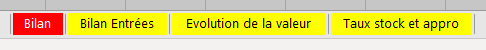 Bilan Bilan Entrées Evolution de la valeur Taux stock et appro